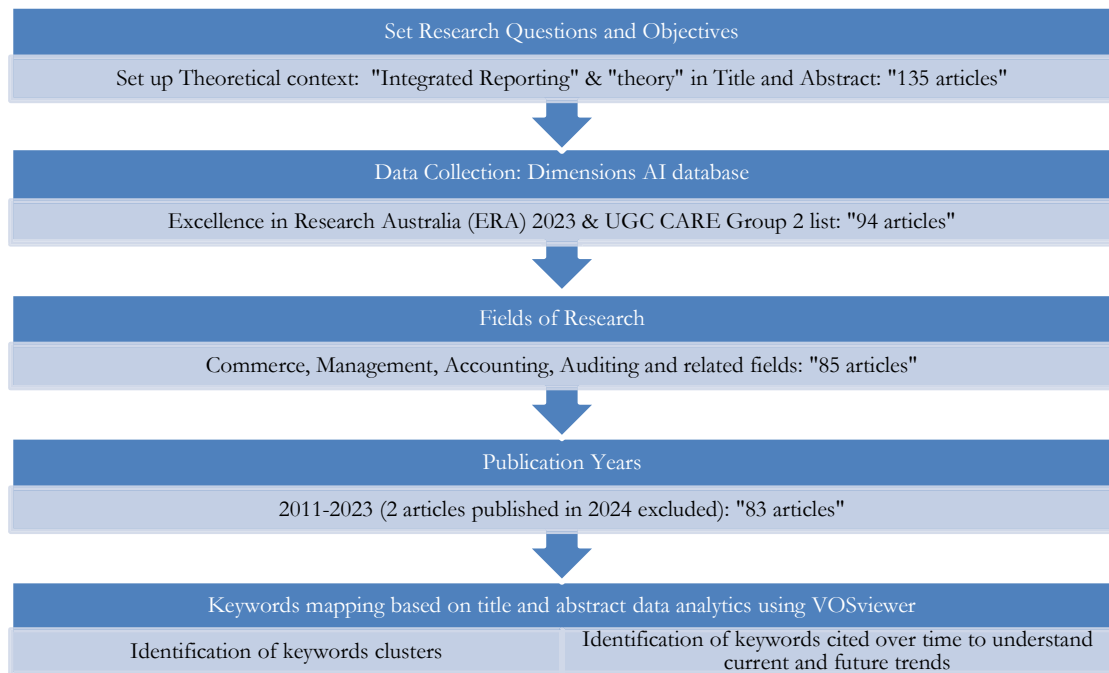 Set Research Questions and Objectives
Set up Theoretical context:  "Integrated Reporting" & "theory" in Title and Abstract: "135 articles"
Data Collection: Dimensions AI database
Excellence in Research Australia (ERA) 2023 & UGC CARE Group 2 list: "94 articles"
Fields of Research
Commerce, Management, Accounting, Auditing and related fields: "85 articles"
Publication Years
2011-2023 (2 articles published in 2024 excluded): "83 articles"
Keywords mapping based on title and abstract data analytics using VOSviewer
Identification of keywords clusters
Identification of keywords cited over time to understand
current and future trends